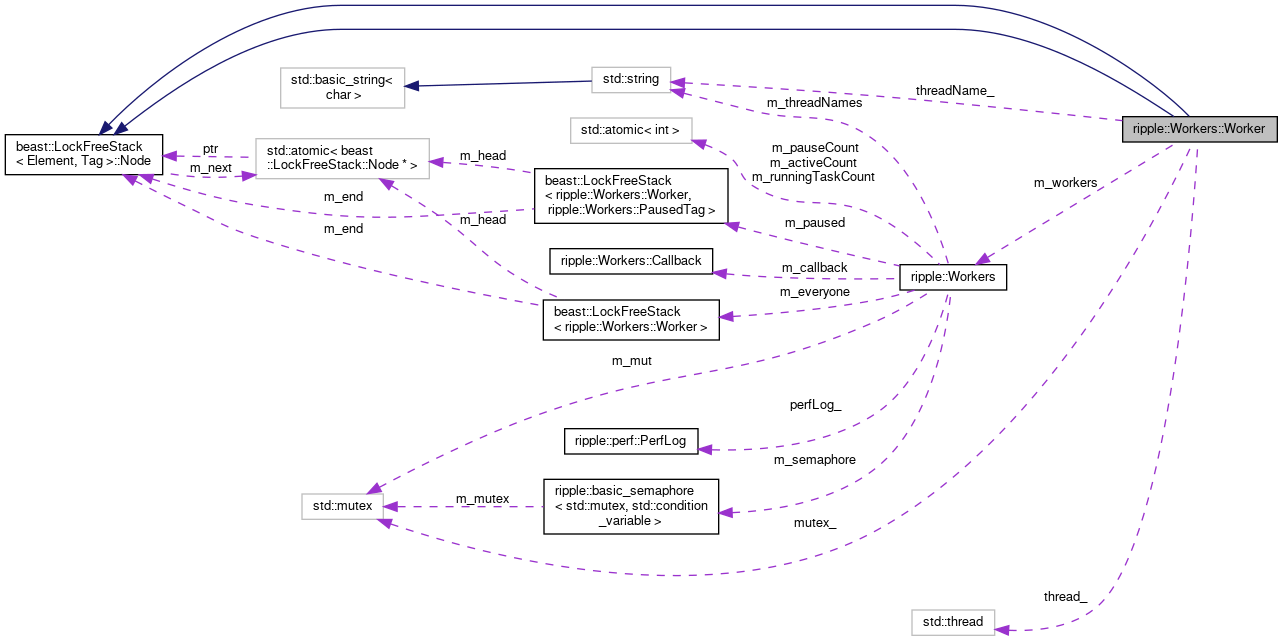 std::basic_string<
char >
std::string
threadName_
m_threadNames
ripple::Workers::Worker
std::atomic< int >
beast::LockFreeStack
< Element, Tag >::Node
ptr
m_next
std::atomic< beast
::LockFreeStack::Node * >
m_head
m_pauseCount
m_activeCount
m_runningTaskCount
m_workers
beast::LockFreeStack
< ripple::Workers::Worker,
ripple::Workers::PausedTag >
m_end
m_head
m_paused
m_end
ripple::Workers::Callback
m_callback
ripple::Workers
m_everyone
beast::LockFreeStack
< ripple::Workers::Worker >
m_mut
perfLog_
ripple::perf::PerfLog
m_semaphore
std::mutex
m_mutex
ripple::basic_semaphore
< std::mutex, std::condition
_variable >
mutex_
thread_
std::thread